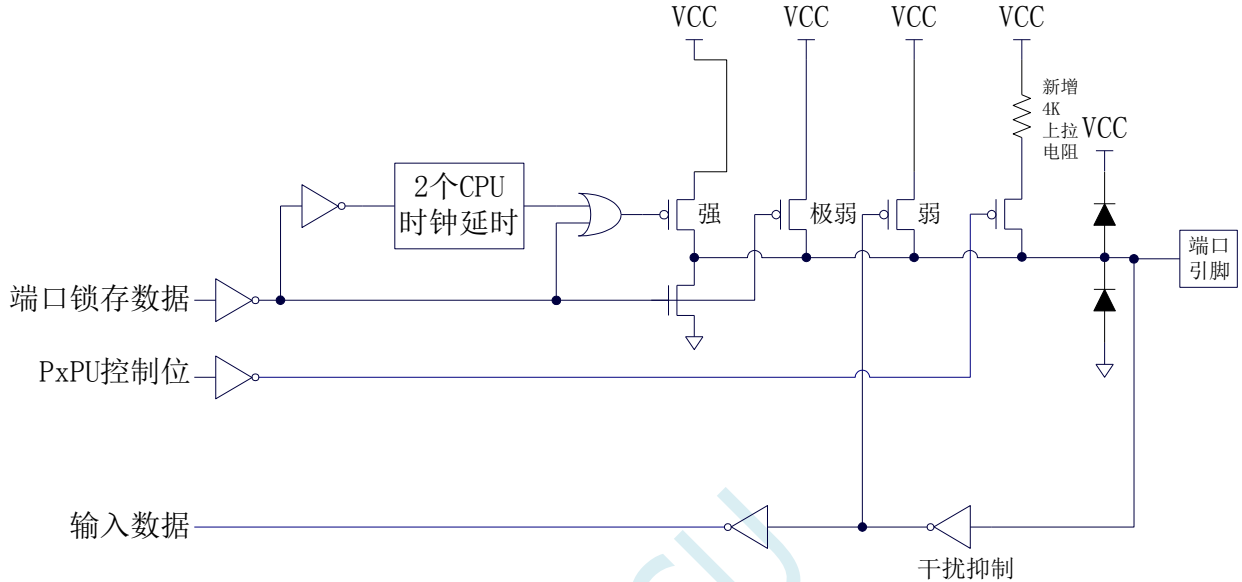 VCC
VCC
VCC
VCC
新增
4K
上拉
电阻
VCC
2个CPU
时钟延时
强
极弱
弱
端口
引脚
端口锁存数据
PxPU控制位
输入数据
干扰抑制